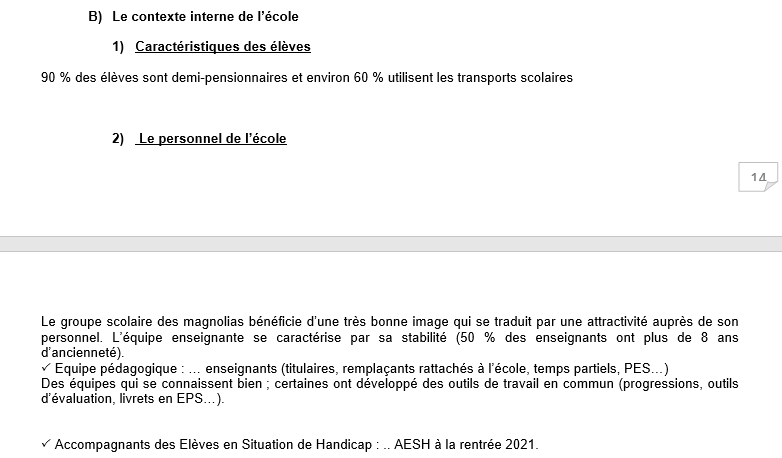 B) Le contexte interne de l'école
1) Caractéristiques des élèves
90 % des élèves sont demi-pensionnaires et environ 60 % utilisent les transports scolaires
2) Le personnel de l'école
14
Le groupe scolaire des magnolias bénéficie d'une très bonne image qui se traduit par une attractivité auprès de son
personnel. L'équipe enseignante se caractérise par sa stabilité (50 % des enseignants ont plus de 8 ans
d'ancienneté).
✓ Equipe pédagogique : … enseignants (titulaires, remplaçants rattachés à l'école, temps partiels, PES…)
Des équipes qui se connaissent bien ; certaines ont développé des outils de travail en commun (progressions, outils
d'évaluation, livrets en EPS…).
✓ Accompagnants des Elèves en Situation de Handicap : .. AESH à la rentrée 2021.